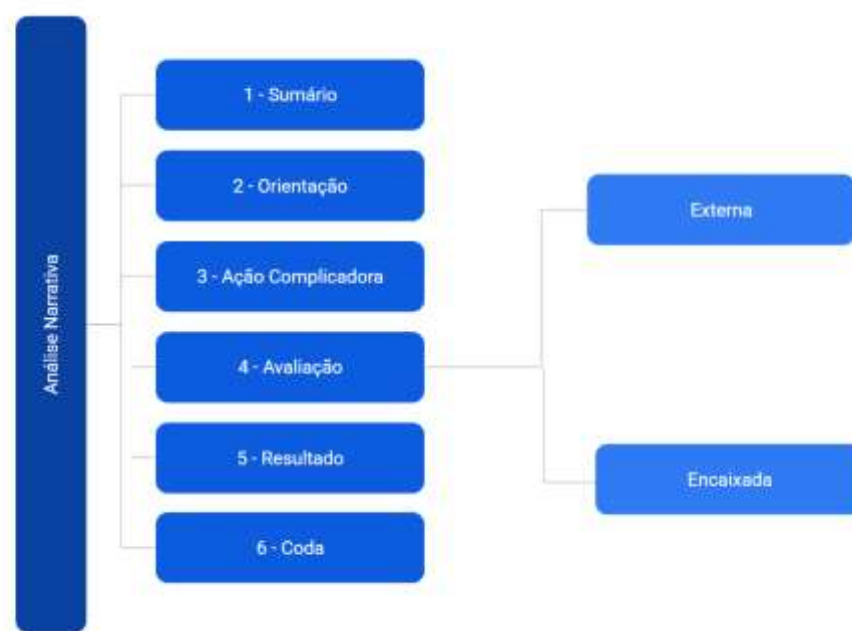 Análise Narrativa
1 - Sumário
2 - Orientação
3 - Ação Complicadora
4 - Avaliação
5 - Resultado
6 - Coda
Externa
Encaixada